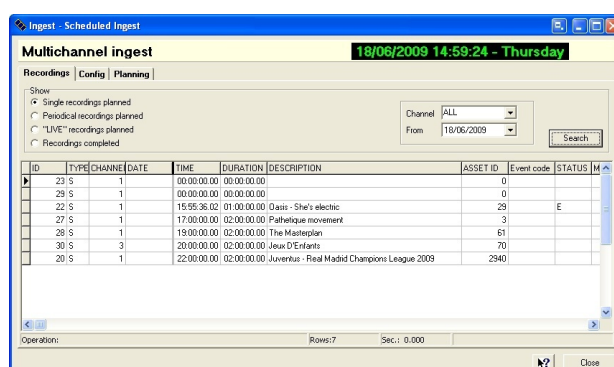 Ingest - Scheduled Ingest
Multichannel ingest 18/06/2009 14:59:24 - Thursday
Recordings Config Planning
Show
Single recordings planned
Periodical recordings planned
"LIVE" recordings planned
Recordings completed
Channel ALL
From 18/06/2009
Search
ID TYPE CHANNEL DATE TIME DURATION DESCRIPTION ASSET ID Event code STATUS M
23 S 1 00:00:00.00 00:00:00.00 0
29 S 1 00:00:00.00 00:00:00.00 0
22 S 1 15:55:36.02 01:00:00.00 Oasis - She's electric 29 E
27 S 1 17:00:00.00 02:00:00.00 Pathetique movement 3
28 S 1 19:00:00.00 02:00:00.00 The Masterplan 61
30 S 3 20:00:00.00 02:00:00.00 Jeux D'Enfants 70
20 S 1 22:00:00.00 02:00:00.00 Juventus - Real Madrid Champions League 2009 2940
Operation: Rows:7 Sec.: 0.000
Close